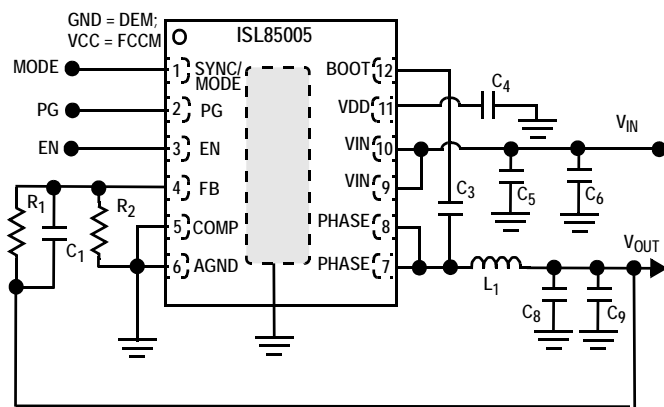 GND = DEM;
VCC = FCCM
ISL85005
MODE
1
SYNC/
MODE
BOOT
12
C4
PG
2
PG
VDD
11
VIN
EN
3
EN
VIN
10
4
FB
VIN
9
C3
C5
C6
R1
C1
R2
5
COMP
PHASE
8
6
AGND
PHASE
7
L1
VOUT
C8
C9